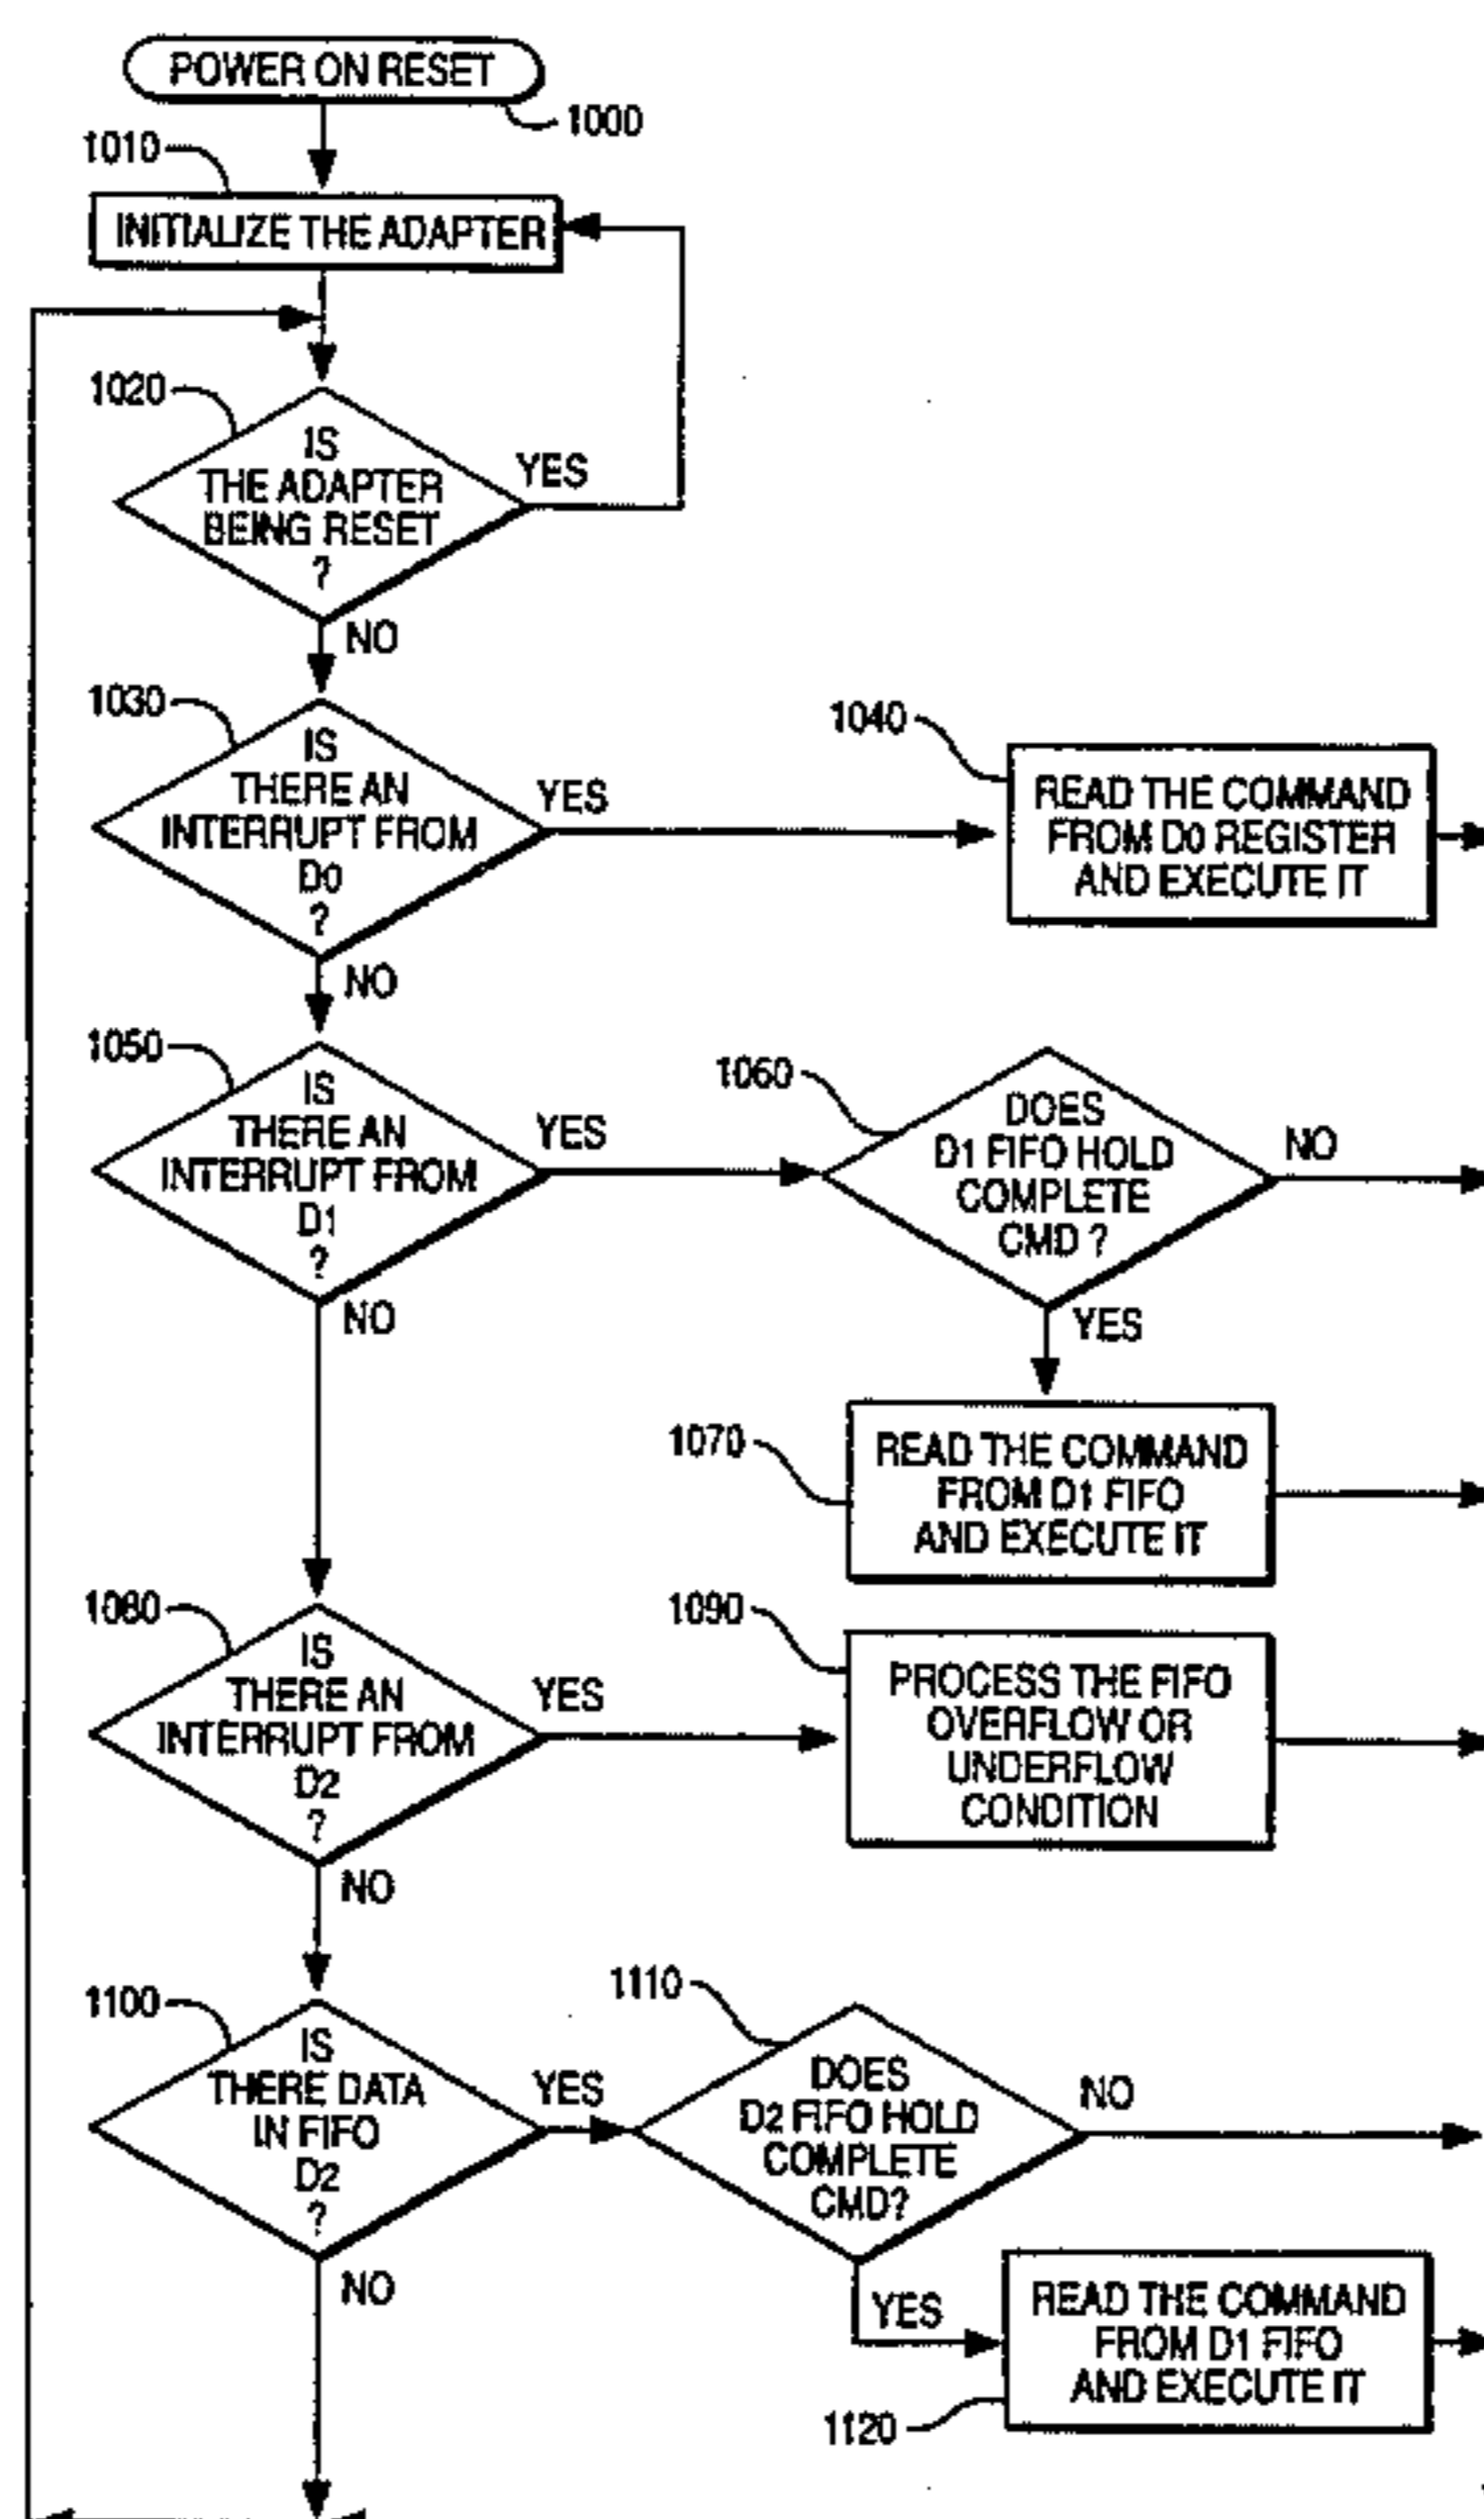 POWER ON RESET
1000
1010
INITIALIZE THE ADAPTER
1020
IS
THE ADAPTER
BEING RESET
?
YES
NO
1030
IS
THERE AN
INTERRUPT FROM
D0
?
YES
NO
1040
READ THE COMMAND
FROM D0 REGISTER
AND EXECUTE IT
1050
IS
THERE AN
INTERRUPT FROM
D1
?
YES
NO
1060
DOES
D1 FIFO HOLD
COMPLETE
CMD ?
NO
YES
1070
READ THE COMMAND
FROM D1 FIFO
AND EXECUTE IT
1080
IS
THERE AN
INTERRUPT FROM
D2
?
YES
NO
1090
PROCESS THE FIFO
OVERFLOW OR
UNDERFLOW
CONDITION
1100
IS
THERE DATA
IN FIFO
D2
?
YES
NO
1110
DOES
D2 FIFO HOLD
COMPLETE
CMD?
NO
YES
READ THE COMMAND
FROM D1 FIFO
AND EXECUTE IT
1120